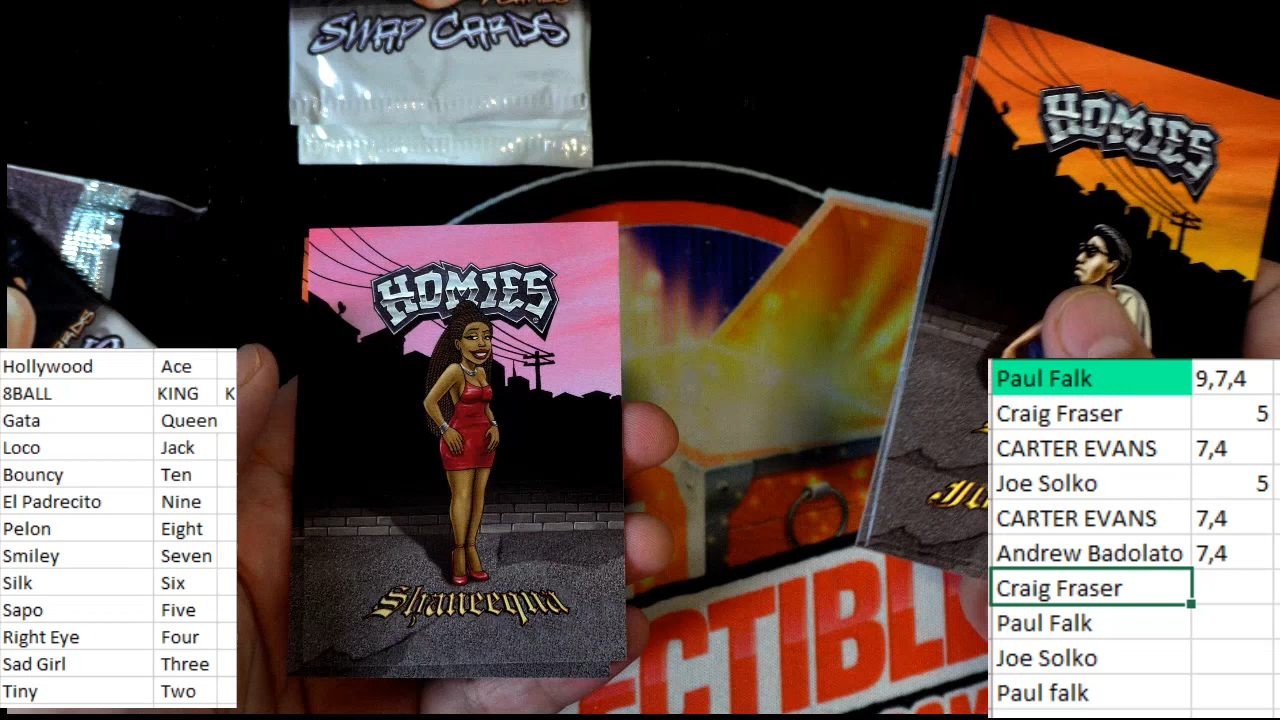 SWAP CARDS
HOMIES
HOMIES
Shaneequa
Hollywood Ace
8BALL KING K
Gata Queen
Loco Jack
Bouncy Ten
El Padrecito Nine
Pelon Eight
Smiley Seven
Silk Six
Sapo Five
Right Eye Four
Sad Girl Three
Tiny Two
Paul Falk 9,7,4
Craig Fraser 5
CARTER EVANS 7,4
Joe Solko 5
CARTER EVANS 7,4
Andrew Badolato 7,4
Craig Fraser
Paul Falk
Joe Solko
Paul falk